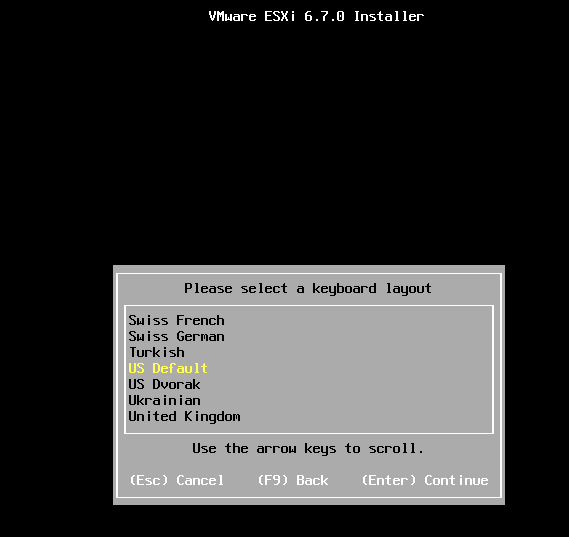 VMware ESXi 6.7.0 Installer
Please select a keyboard layout
Swiss French
Swiss German
Turkish
US Default
US Dvorak
Ukrainian
United Kingdom
Use the arrow keys to scroll.
(Esc) Cancel    (F9) Back    (Enter) Continue